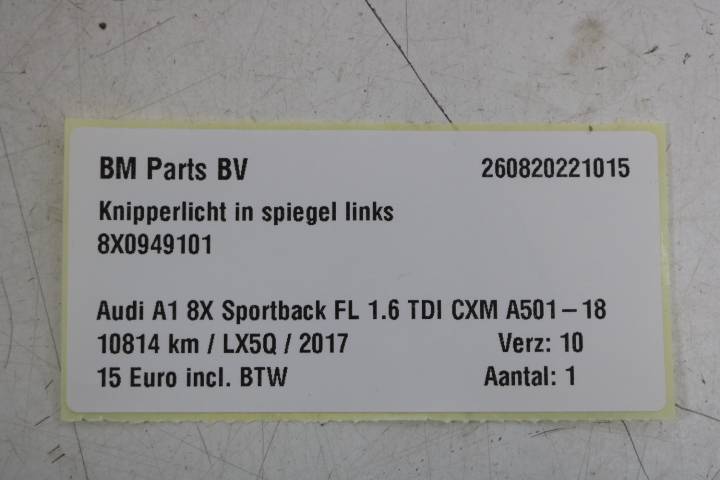 BM Parts BV 260820221015
Knipperlicht in spiegel links
8X0949101
Audi A1 8X Sportback FL 1.6 TDI CXM A501-18
10814 km / LX5Q / 2017 Verz: 10
15 Euro incl. BTW Aantal: 1